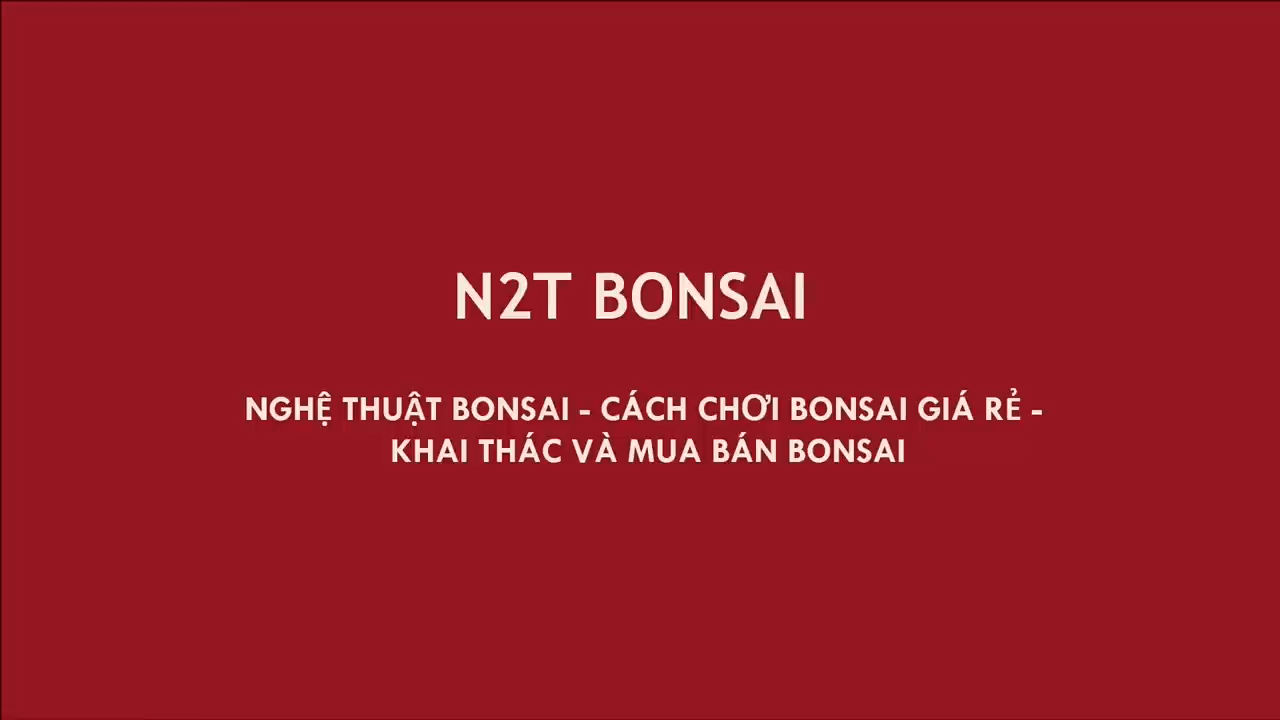 N2T BONSAI
NGHỆ THUẬT BONSAI - CÁCH CHƠI BONSAI GIÁ RẺ -
KHAI THÁC VÀ MUA BÁN BONSAI